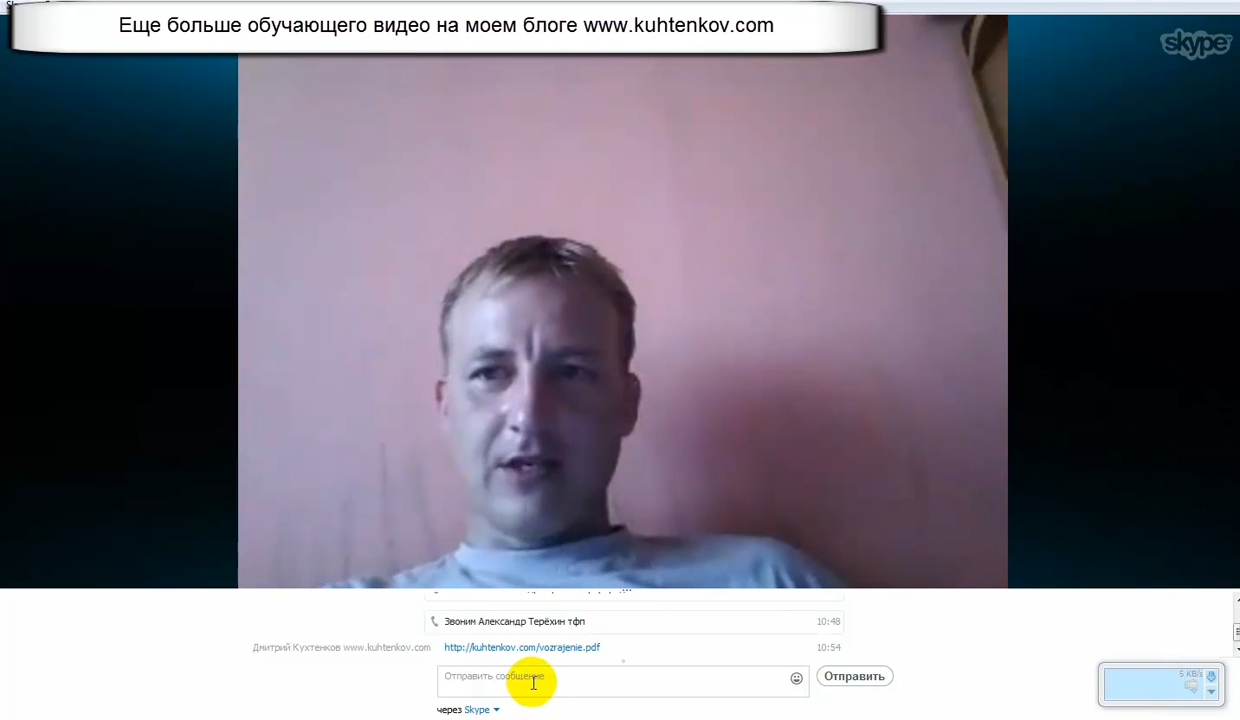 Еще больше обучающего видео на моем блоге www.kuhtenkov.com
skype
Звоним Александр Терёхин тфп 10:48
Дмитрий Кухтенков www.kuhtenkov.com http://kuhtenkov.com/vozrajenie.pdf 10:54
Отправить сообщение
Отправить
5 KB/s
через Skype